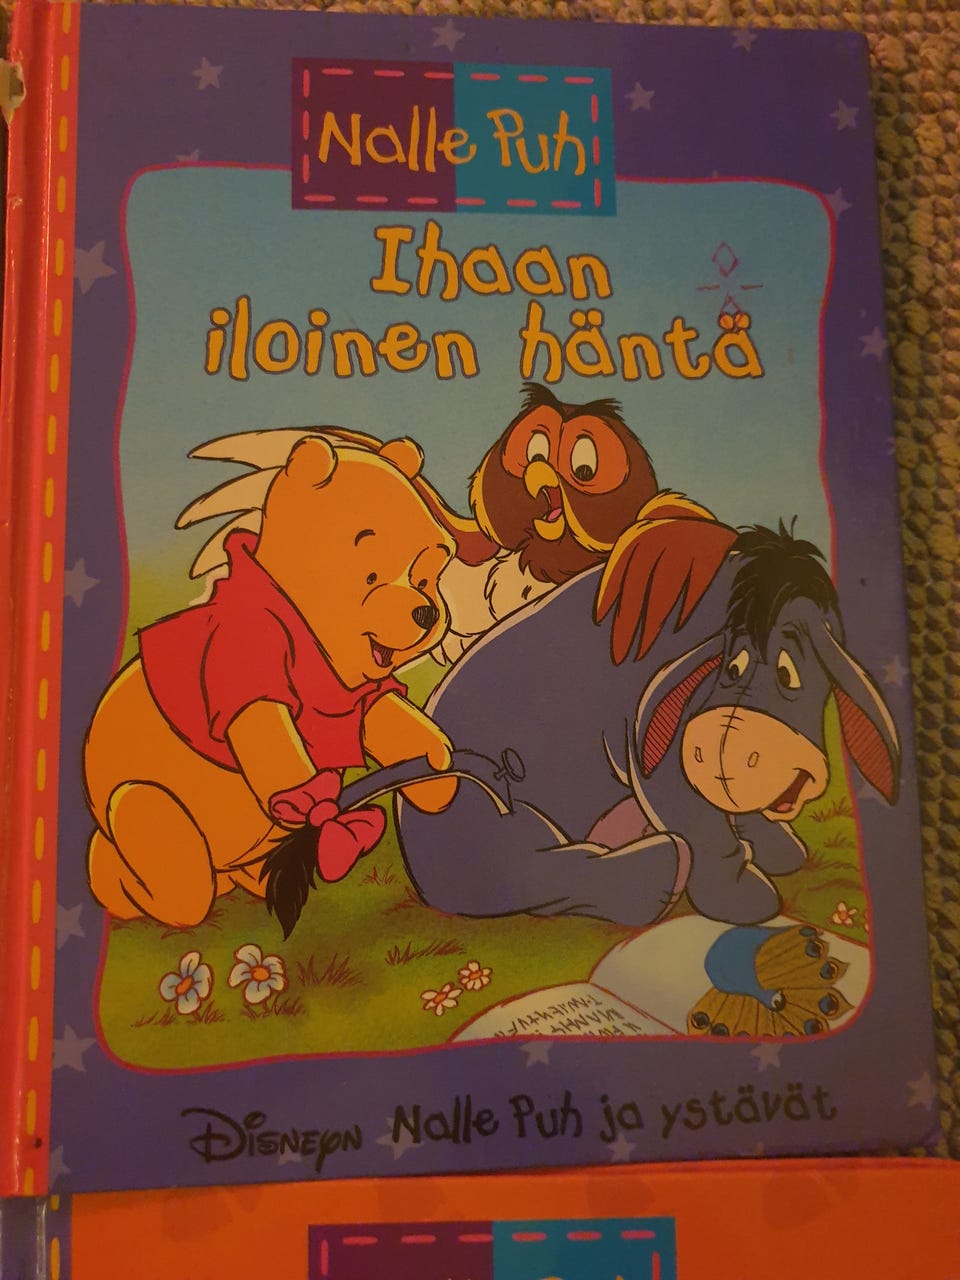 Nalle Puh
Ihaan
iloinen häntä
DISNEYN Nalle Puh ja ystävät